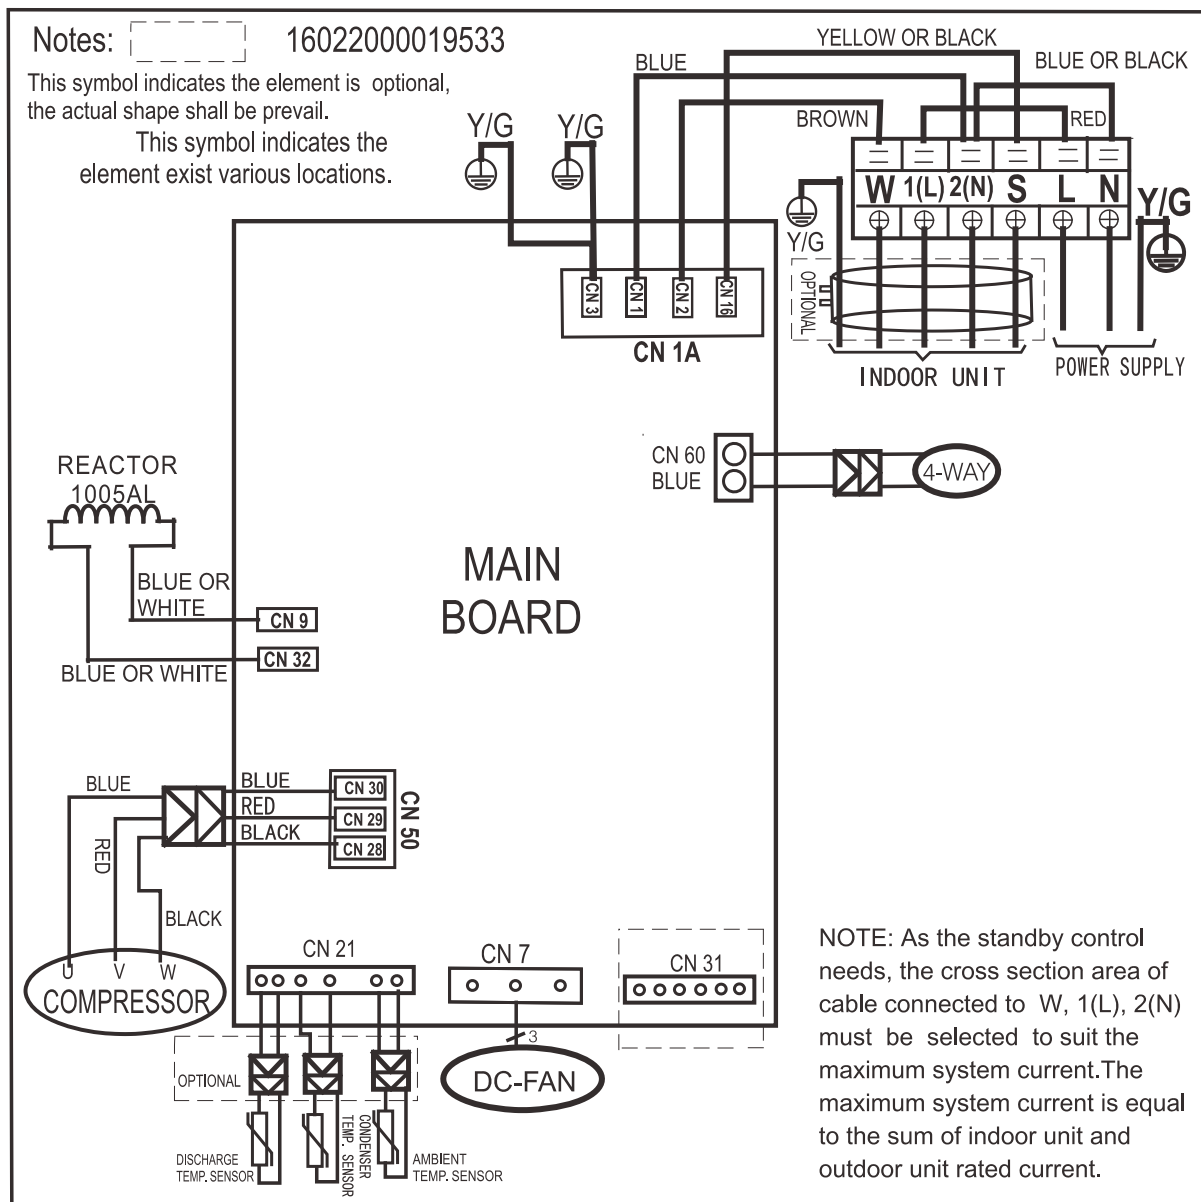 Notes: 16022000019533
This symbol indicates the element is optional,
the actual shape shall be prevail.
This symbol indicates the
element exist various locations.
YELLOW OR BLACK
BLUE
BLUE OR BLACK
BROWN
RED
Y/G
Y/G
W 1(L) 2(N) S L N
Y/G
Y/G
OPTIONAL
CN 3
CN 1
CN 2
CN 16
CN 1A
INDOOR UNIT
POWER SUPPLY
CN 60
BLUE
4-WAY
REACTOR
1005AL
BLUE OR
WHITE
CN 9
CN 32
BLUE OR WHITE
MAIN
BOARD
BLUE
RED
BLACK
BLUE
RED
BLACK
CN 30
CN 29
CN 28
CN 50
U V W
COMPRESSOR
CN 21
CN 7
CN 31
3
DC-FAN
OPTIONAL
DISCHARGE
TEMP. SENSOR
CONDENSER
TEMP. SENSOR
AMBIENT
TEMP. SENSOR
NOTE: As the standby control
needs, the cross section area of
cable connected to W, 1(L), 2(N)
must be selected to suit the
maximum system current.The
maximum system current is equal
to the sum of indoor unit and
outdoor unit rated current.